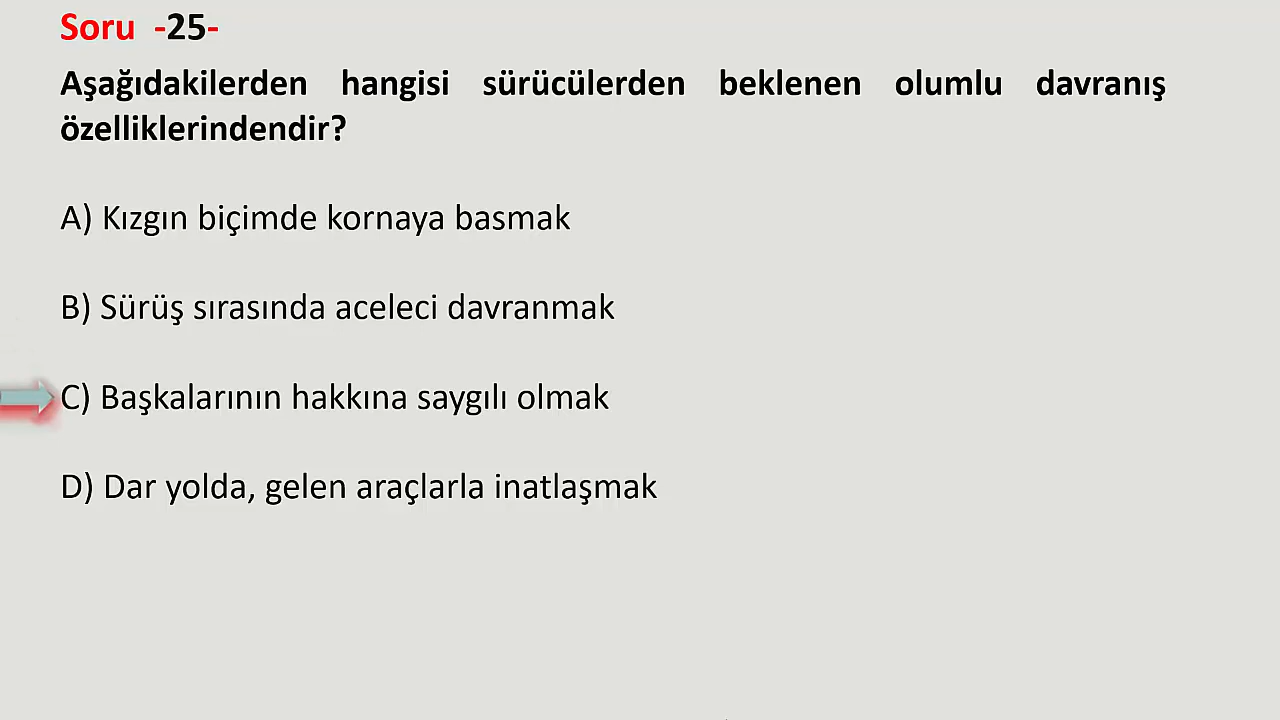 Soru -25-
Aşağıdakilerden hangisi sürücülerden beklenen olumlu davranış
özelliklerindendir?
A) Kızgın biçimde kornaya basmak
B) Sürüş sırasında aceleci davranmak
C) Başkalarının hakkına saygılı olmak
D) Dar yolda, gelen araçlarla inatlaşmak